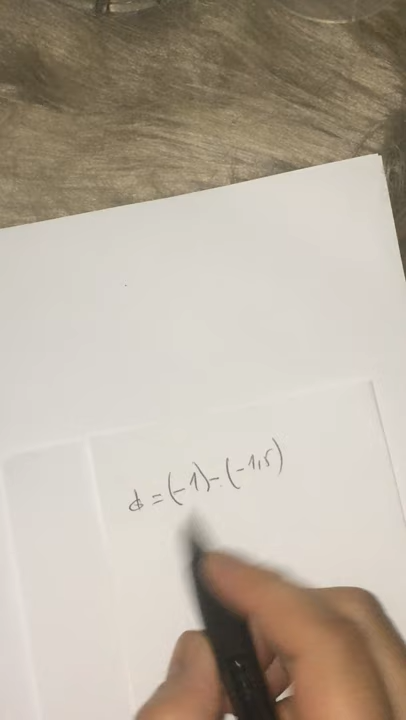 d = (-1) - (-1,5)